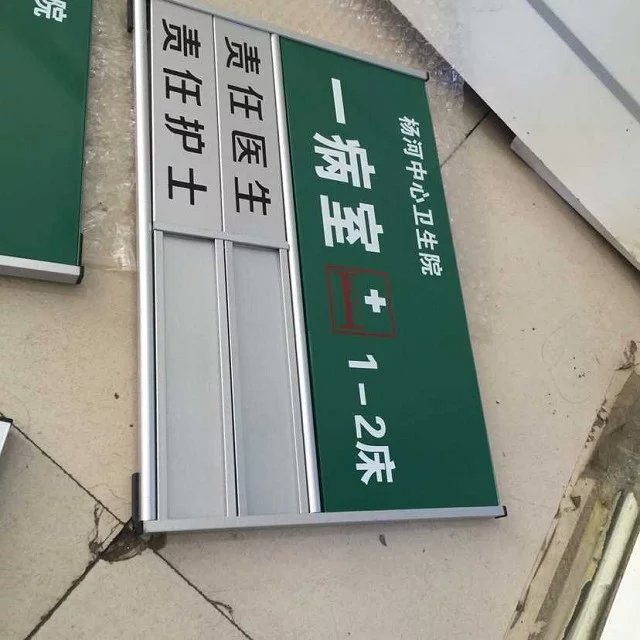 杨河中心卫生院
一病室
1-2床
责任医生
责任护士
院